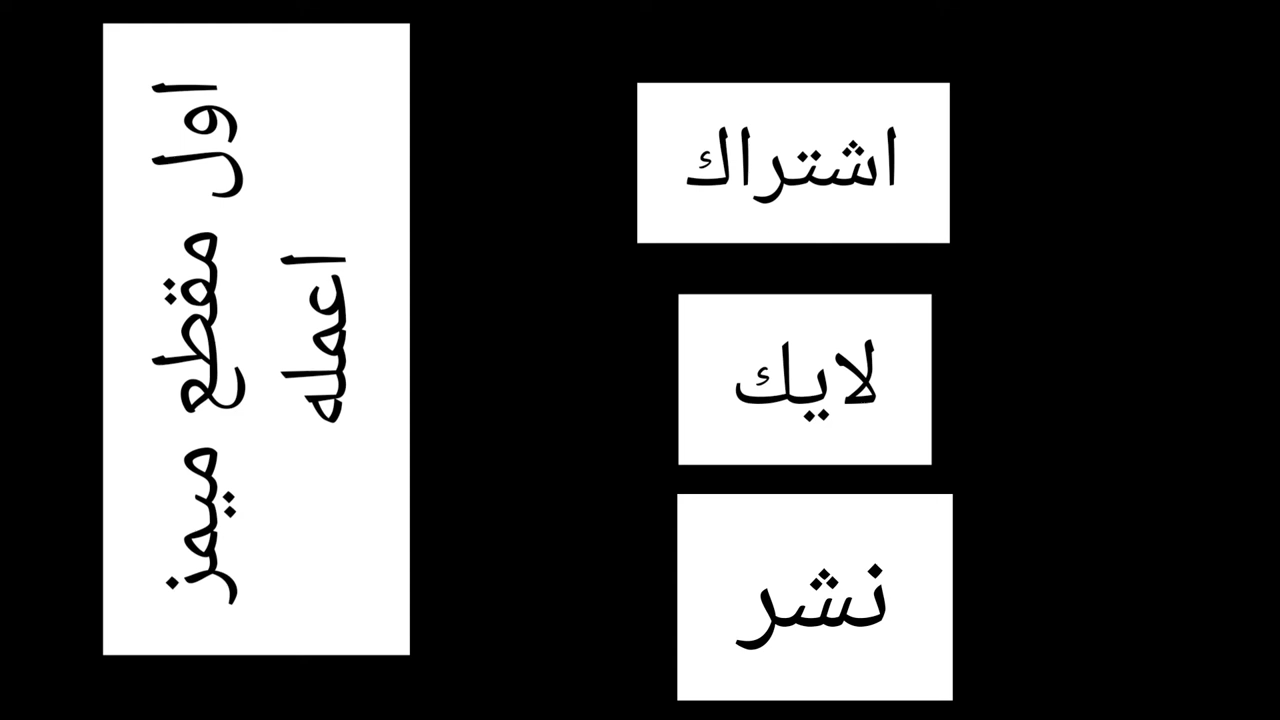 اول مقطع ميمز
اعمله
اشتراك
لايك
نشر